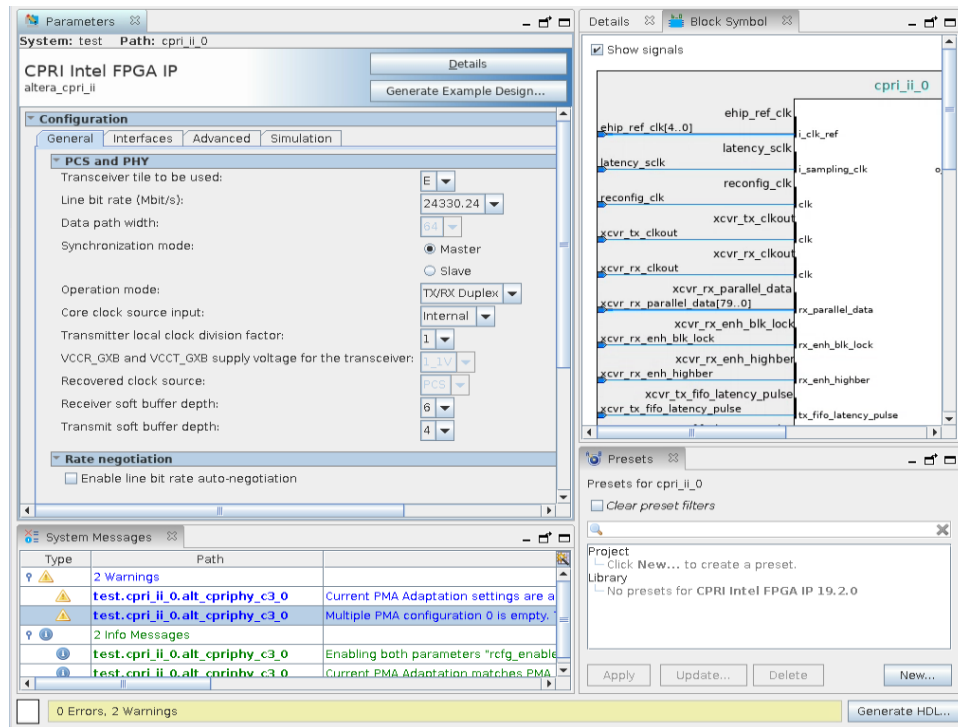 Parameters
System: test Path: cpri_ii_0
CPRI Intel FPGA IP
altera_cpri_ii
Details
Generate Example Design...
Configuration
General Interfaces Advanced Simulation
PCS and PHY
Transceiver tile to be used: E
Line bit rate (Mbit/s): 24330.24
Data path width: 64
Synchronization mode: Master
Slave
Operation mode: TX/RX Duplex
Core clock source input: Internal
Transmitter local clock division factor: 1
VCCR_GXB and VCCT_GXB supply voltage for the transceiver: 1_1V
Recovered clock source: PCS
Receiver soft buffer depth: 6
Transmit soft buffer depth: 4
Rate negotiation
Enable line bit rate auto-negotiation
System Messages
Type Path
2 Warnings
test.cpri_ii_0.alt_cpriphy_c3_0 Current PMA Adaptation settings are a
test.cpri_ii_0.alt_cpriphy_c3_0 Multiple PMA configuration 0 is empty.
2 Info Messages
test.cpri_ii_0.alt_cpriphy_c3_0 Enabling both parameters "rcfg_enable
test.cpri_ii_0.alt_cpriphy_c3_0 Current PMA Adaptation matches PMA
0 Errors, 2 Warnings
Details Block Symbol
Show signals
cpri_ii_0
ehip_ref_clk
ehip_ref_clk[4..0]
i_clk_ref
latency_sclk
latency_sclk
i_sampling_clk
reconfig_clk
reconfig_clk
clk
xcvr_tx_clkout
xcvr_tx_clkout
clk
xcvr_rx_clkout
xcvr_rx_clkout
clk
xcvr_rx_parallel_data
xcvr_rx_parallel_data[79..0]
rx_parallel_data
xcvr_rx_enh_blk_lock
xcvr_rx_enh_blk_lock
rx_enh_blk_lock
xcvr_rx_enh_highber
xcvr_rx_enh_highber
rx_enh_highber
xcvr_tx_fifo_latency_pulse
xcvr_tx_fifo_latency_pulse
tx_fifo_latency_pulse
Presets
Presets for cpri_ii_0
Clear preset filters
Project
Click New... to create a preset.
Library
No presets for CPRI Intel FPGA IP 19.2.0
Apply Update... Delete New...
Generate HDL...